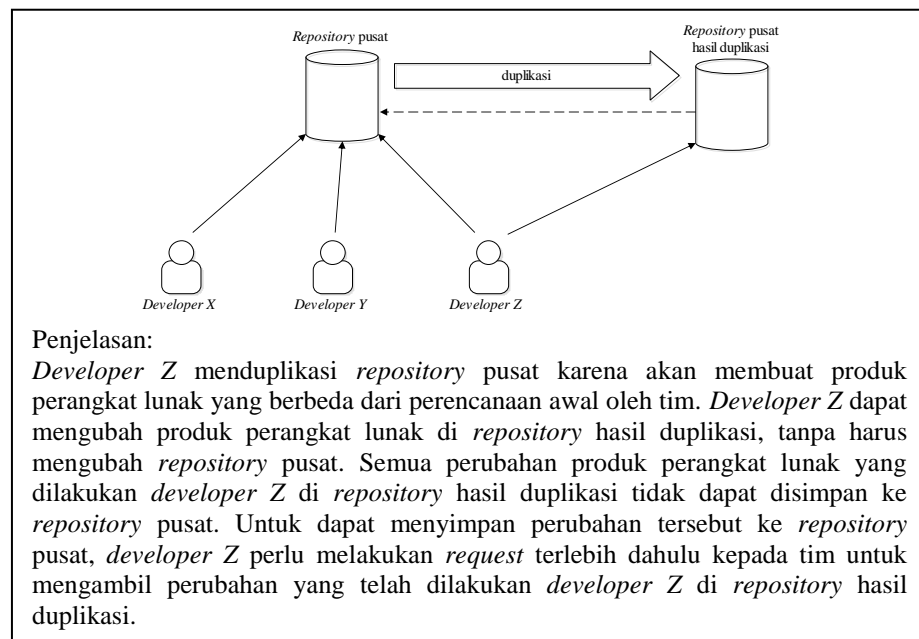 Repository pusat
Repository pusat
hasil duplikasi
duplikasi
Developer X
Developer Y
Developer Z
Penjelasan:
Developer Z menduplikasi repository pusat karena akan membuat produk
perangkat lunak yang berbeda dari perencanaan awal oleh tim. Developer Z dapat
mengubah produk perangkat lunak di repository hasil duplikasi, tanpa harus
mengubah repository pusat. Semua perubahan produk perangkat lunak yang
dilakukan developer Z di repository hasil duplikasi tidak dapat disimpan ke
repository pusat. Untuk dapat menyimpan perubahan tersebut ke repository
pusat, developer Z perlu melakukan request terlebih dahulu kepada tim untuk
mengambil perubahan yang telah dilakukan developer Z di repository hasil
duplikasi.